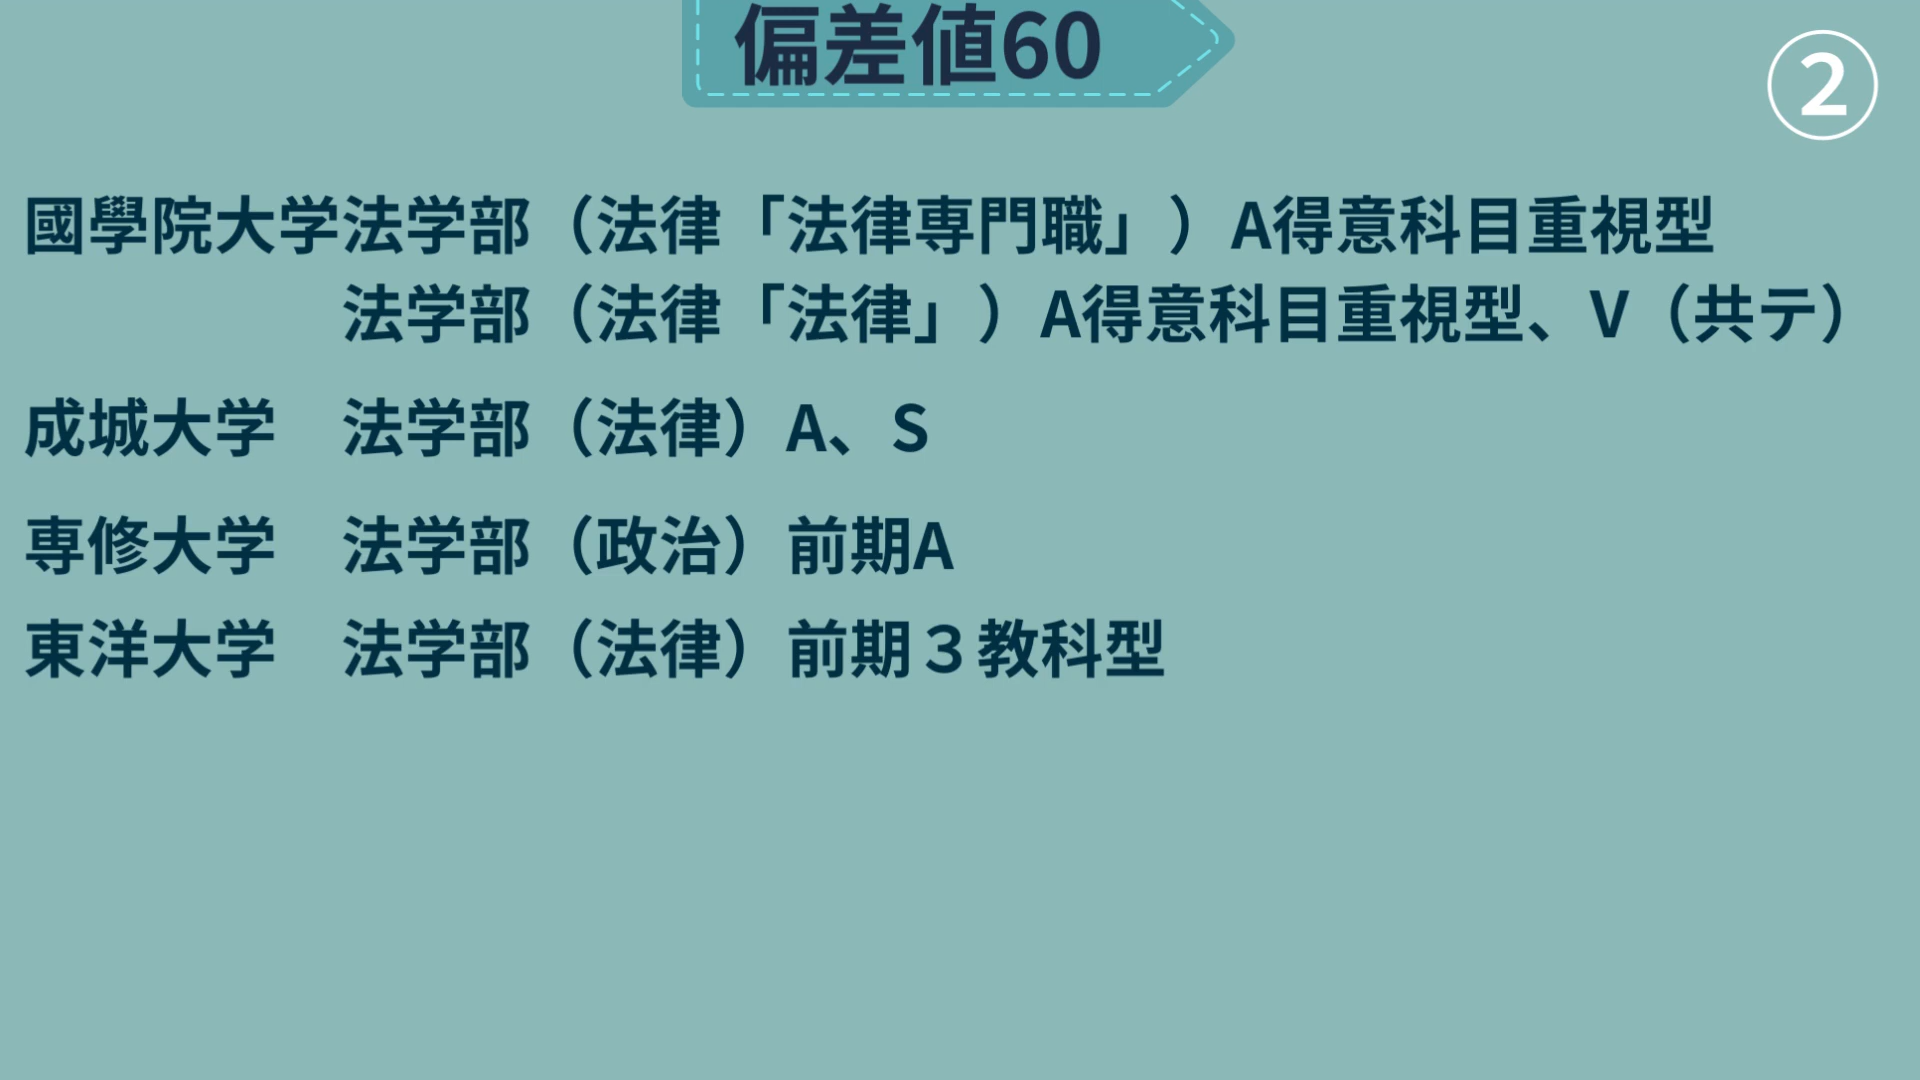 偏差値60
②
國學院大学法学部（法律「法律専門職」）A得意科目重視型
法学部（法律「法律」）A得意科目重視型、V（共テ）
成城大学　法学部（法律）A、S
専修大学　法学部（政治）前期A
東洋大学　法学部（法律）前期３教科型